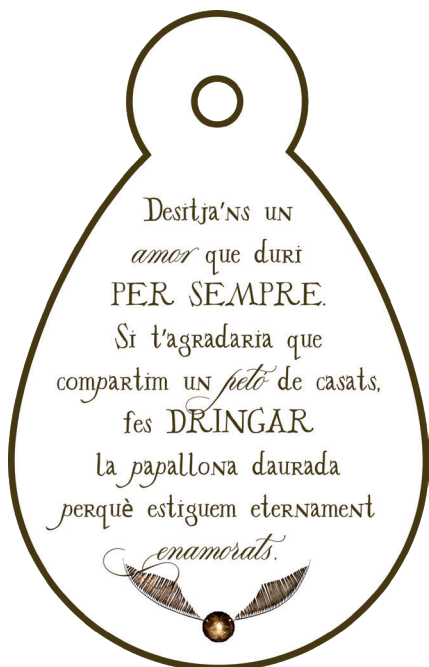 Desitja'ns un
amor que duri
PER SEMPRE.
Si t'agradaria que
compartim un petò de casats,
fes DRINGAR
la papallona daurada
perquè estiguem eternament
enamorats.